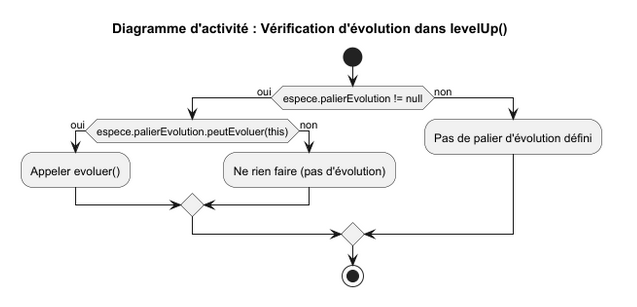 Diagramme d'activité : Vérification d'évolution dans levelUp()
oui
espece.palierEvolution != null
non
oui
espece.palierEvolution.peutEvoluer(this)
non
Pas de palier d'évolution défini
Appeler evoluer()
Ne rien faire (pas d'évolution)